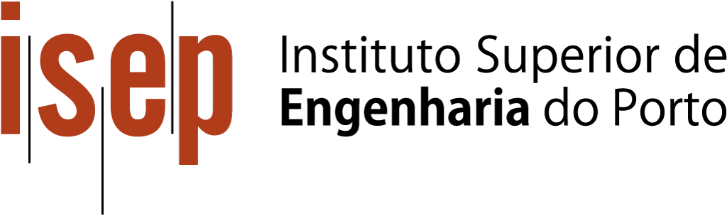 isep
Instituto Superior de
Engenharia do Porto